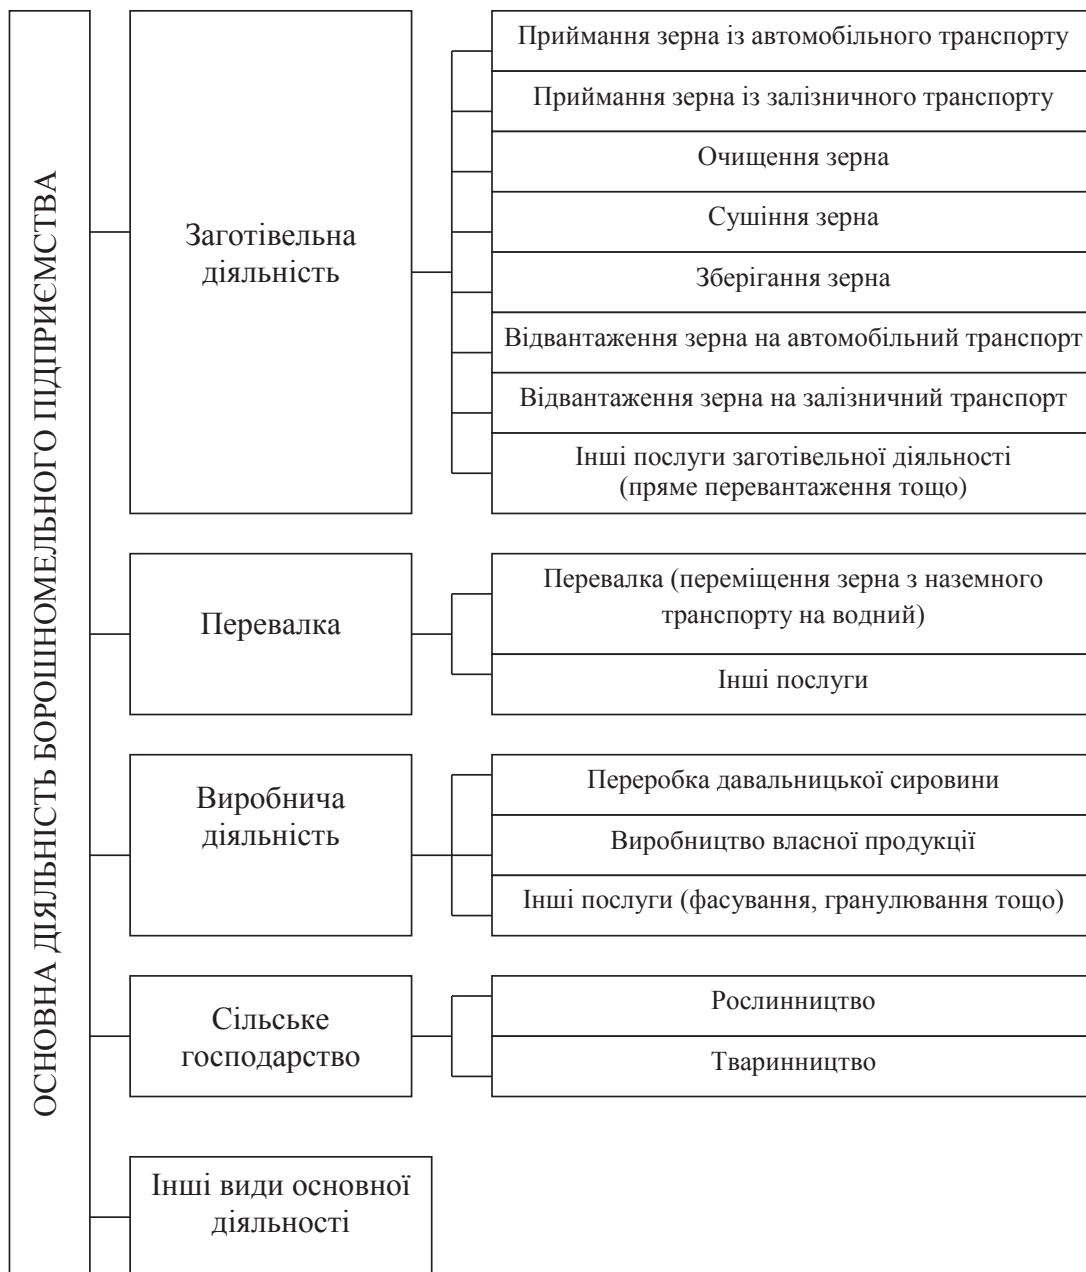 ОСНОВНА ДІЯЛЬНІСТЬ БОРОШНОМЕЛЬНОГО ПІДПРИЄМСТВА
Заготівельна
діяльність
Приймання зерна із автомобільного транспорту
Приймання зерна із залізничного транспорту
Очищення зерна
Сушіння зерна
Зберігання зерна
Відвантаження зерна на автомобільний транспорт
Відвантаження зерна на залізничний транспорт
Інші послуги заготівельної діяльності
(пряме перевантаження тощо)
Перевалка
Перевалка (переміщення зерна з наземного
транспорту на водний)
Інші послуги
Виробнича
діяльність
Переробка давальницької сировини
Виробництво власної продукції
Інші послуги (фасування, гранулювання тощо)
Сільське
господарство
Рослинництво
Тваринництво
Інші види основної
діяльності